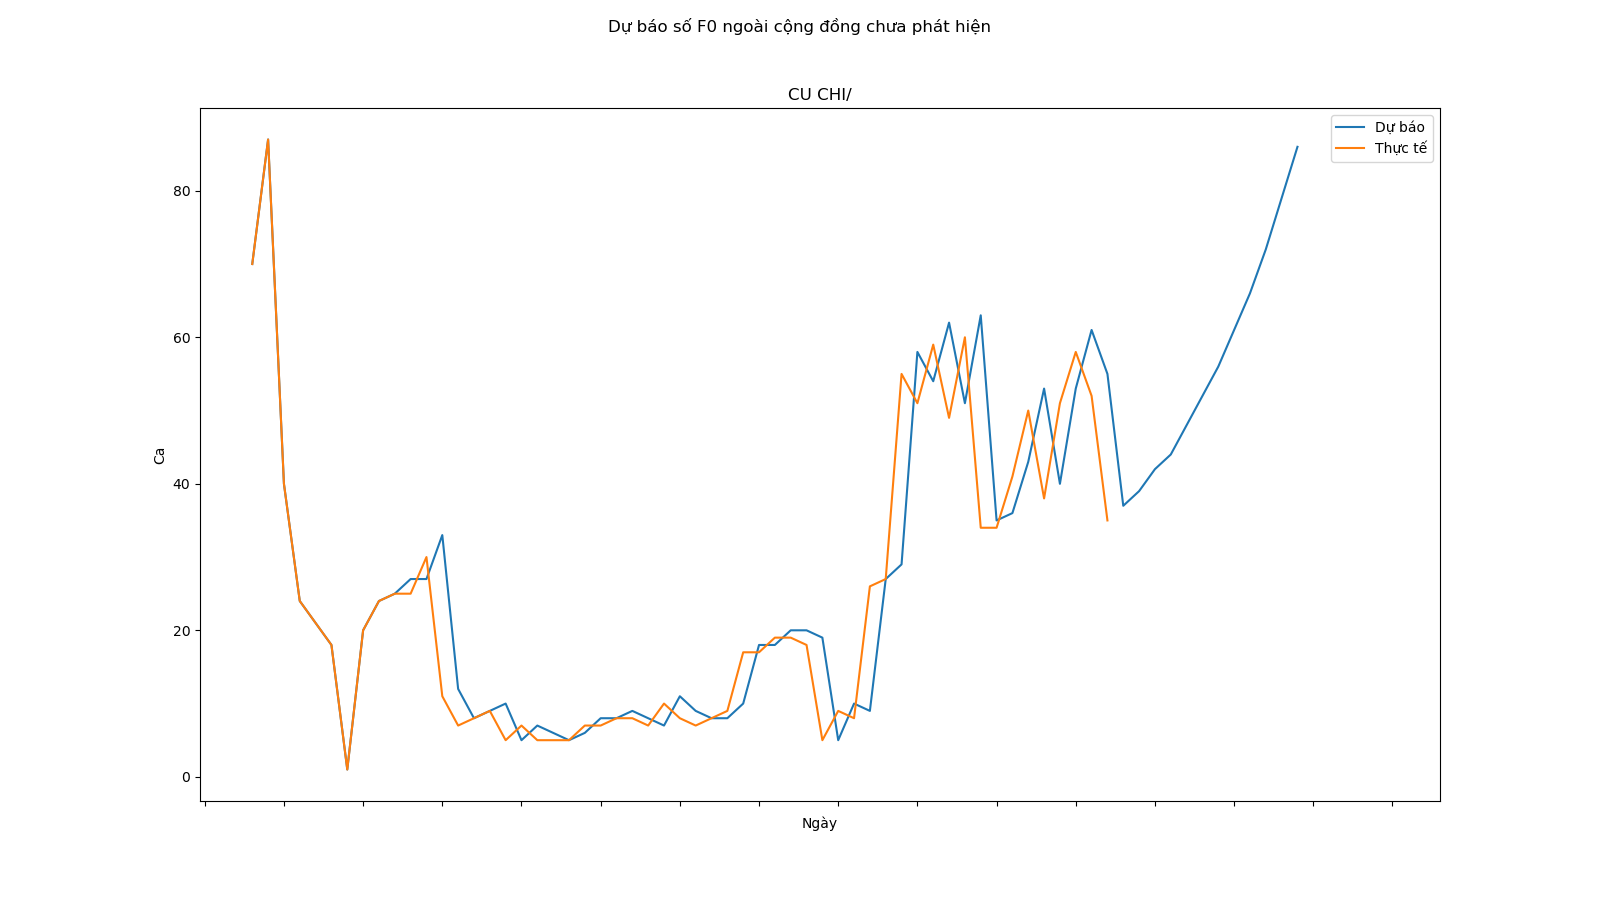 Dự báo số F0 ngoài cộng đồng chưa phát hiện
CU CHI/
Dự báo
Thực tế
80
60
40
20
0
Ca
Ngày